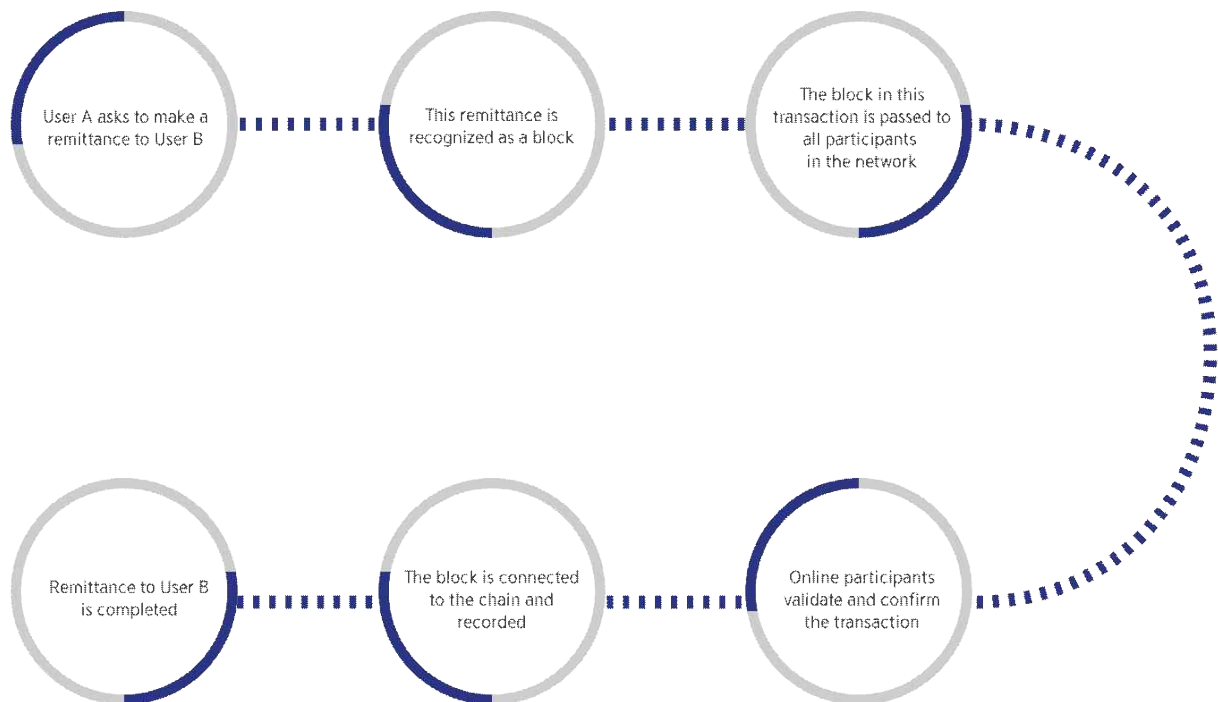 User A asks to make a
remittance to User B
This remittance is
recognized as a block
The block in this
transaction is passed to
all participants
in the network
Online participants
validate and confirm
the transaction
The block is connected
to the chain and
recorded
Remittance to User B
is completed